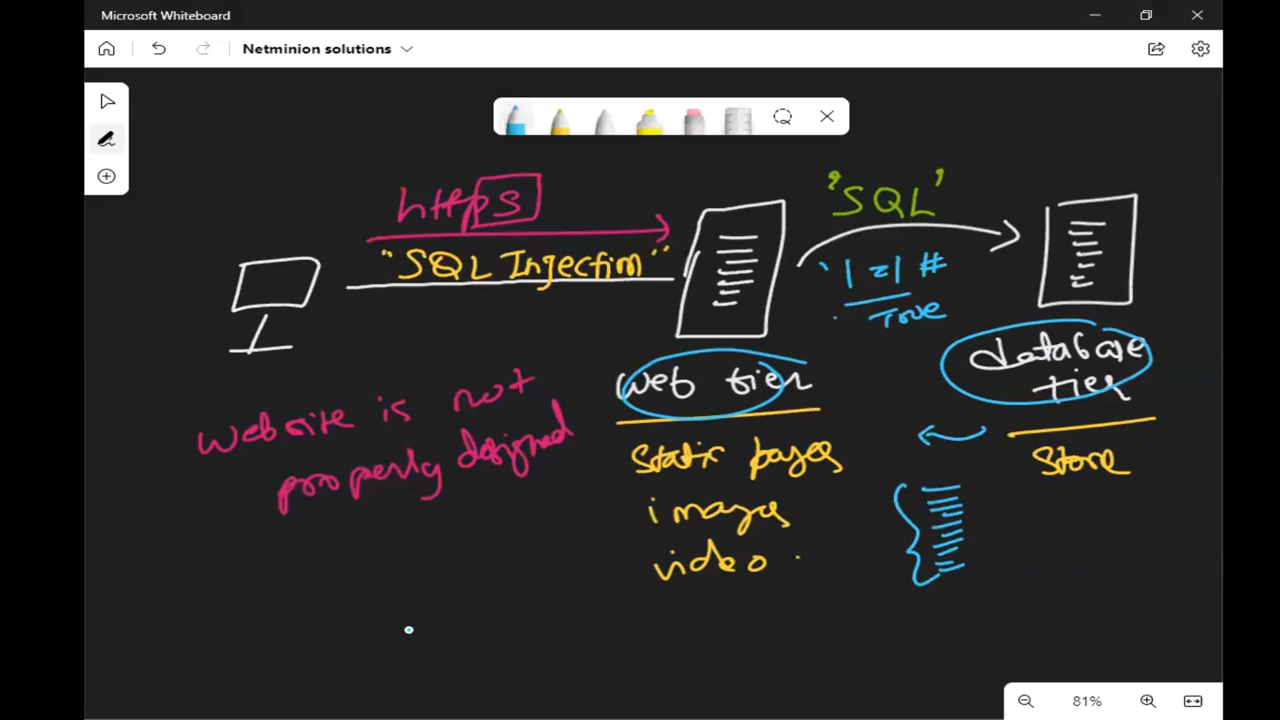 Microsoft Whiteboard
Netminion solutions
https
"SQL Injection"
'SQL'
' 1=1 #
True
web tier
database
tier
static pages
images
video
store
website is not
properly designed
81%